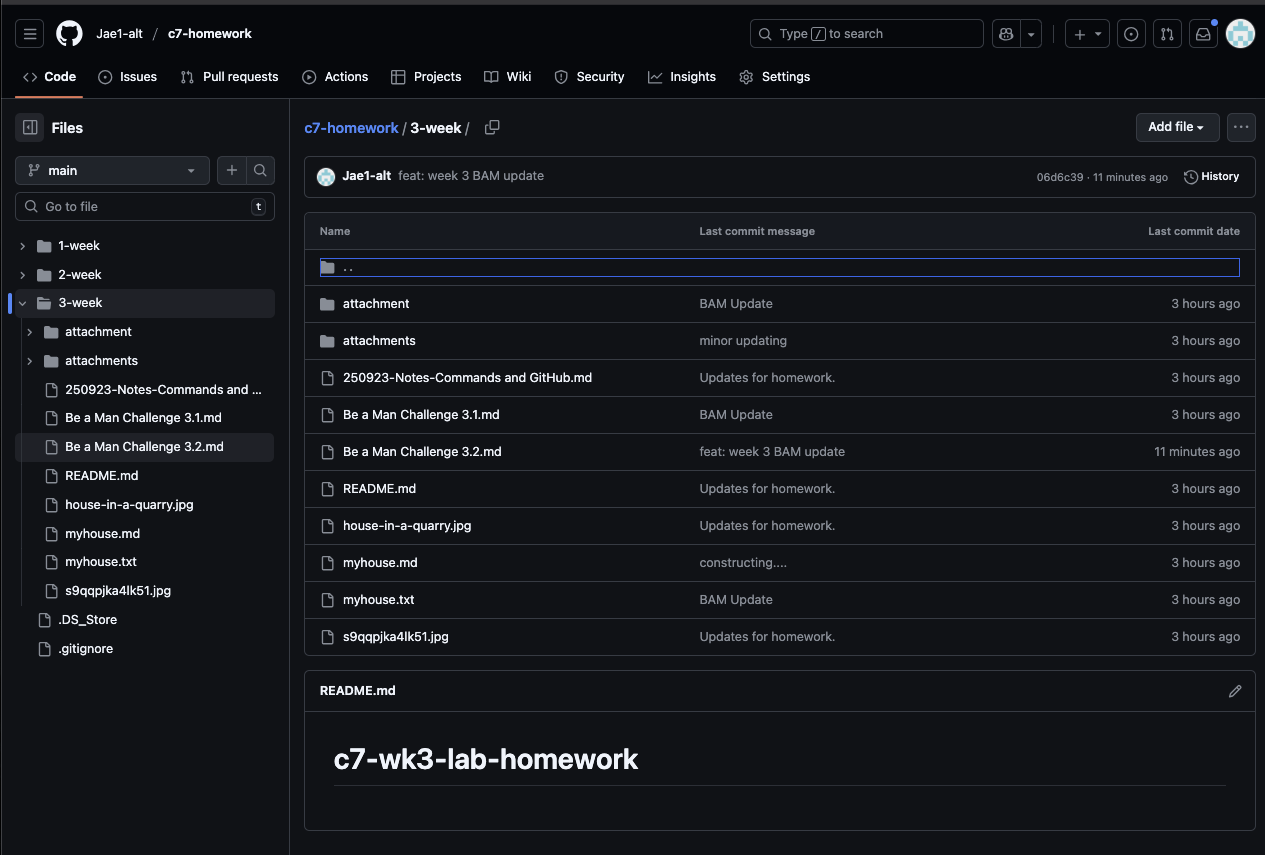 Jae1-alt / c7-homework
Type / to search
Code
Issues
Pull requests
Actions
Projects
Wiki
Security
Insights
Settings
Files
main
Go to file
t
1-week
2-week
3-week
attachment
attachments
250923-Notes-Commands and ...
Be a Man Challenge 3.1.md
Be a Man Challenge 3.2.md
README.md
house-in-a-quarry.jpg
myhouse.md
myhouse.txt
s9qqpjka4lk51.jpg
.DS_Store
.gitignore
c7-homework / 3-week /
Add file
Jae1-alt feat: week 3 BAM update
06d6c39 · 11 minutes ago
History
Name Last commit message Last commit date
..
attachment BAM Update 3 hours ago
attachments minor updating 3 hours ago
250923-Notes-Commands and GitHub.md Updates for homework. 3 hours ago
Be a Man Challenge 3.1.md BAM Update 3 hours ago
Be a Man Challenge 3.2.md feat: week 3 BAM update 11 minutes ago
README.md Updates for homework. 3 hours ago
house-in-a-quarry.jpg Updates for homework. 3 hours ago
myhouse.md constructing.... 3 hours ago
myhouse.txt BAM Update 3 hours ago
s9qqpjka4lk51.jpg Updates for homework. 3 hours ago
README.md
c7-wk3-lab-homework